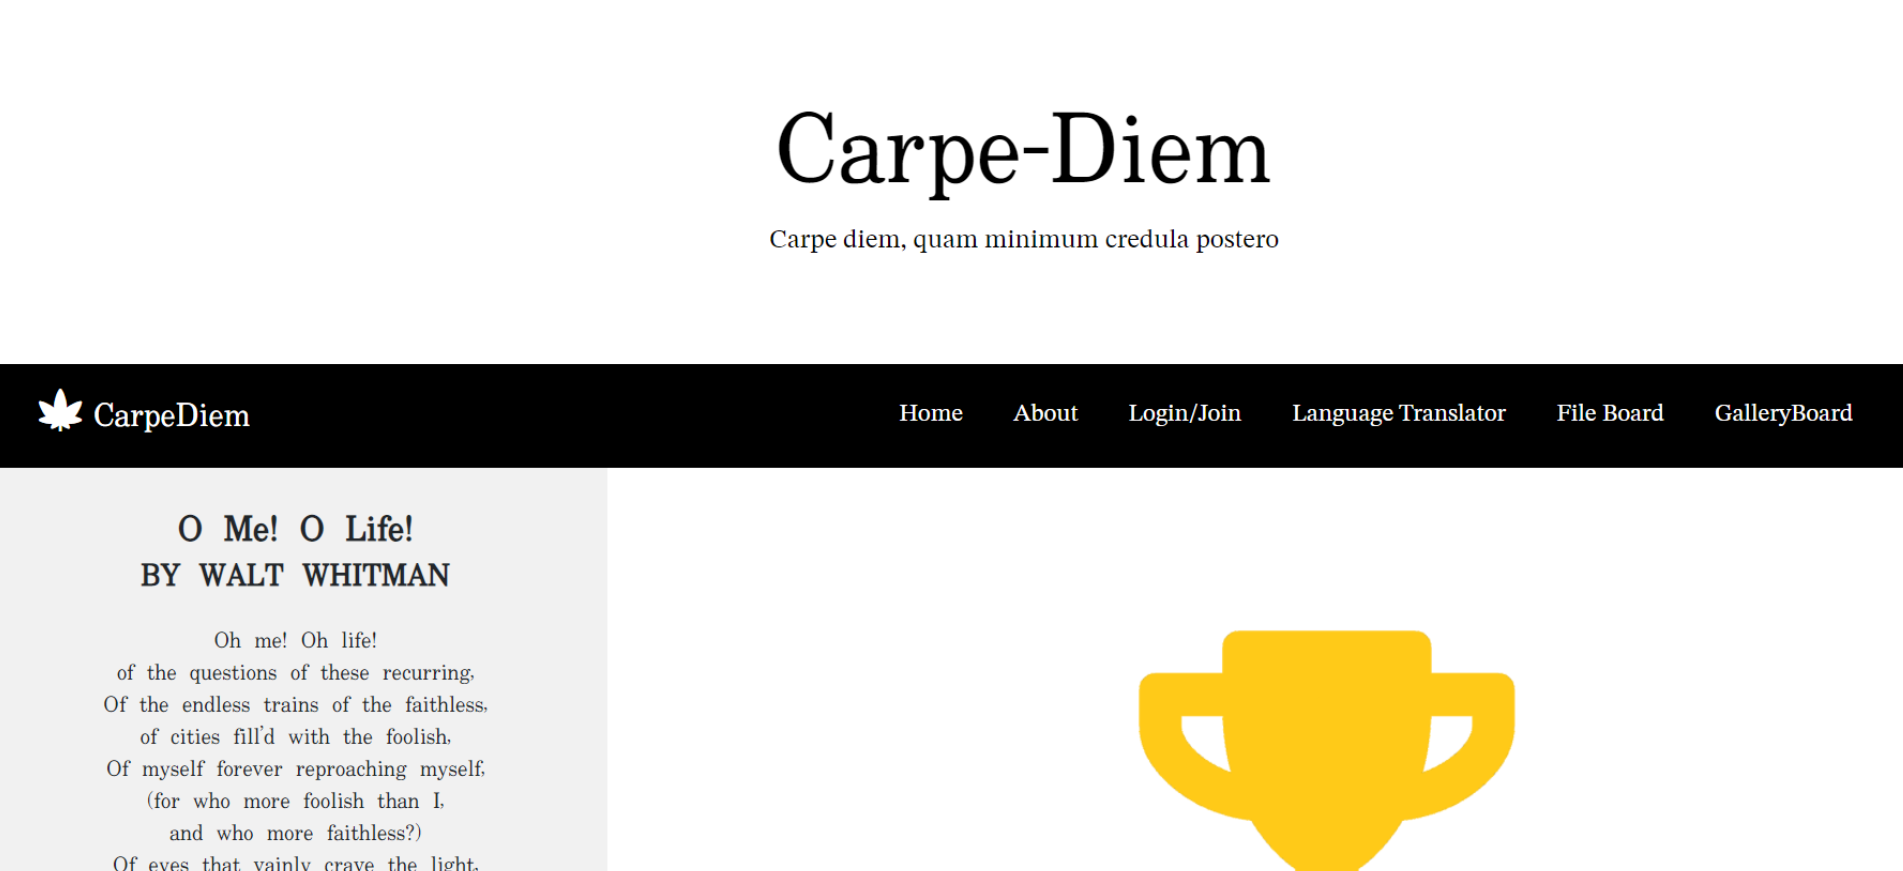 Carpe-Diem
Carpe diem, quam minimum credula postero
CarpeDiem
Home About Login/Join Language Translator File Board GalleryBoard
O Me! O Life!
BY WALT WHITMAN
Oh me! Oh life!
of the questions of these recurring,
Of the endless trains of the faithless,
of cities fill'd with the foolish,
Of myself forever reproaching myself,
(for who more foolish than I,
and who more faithless?)
Of eyes that vainly crave the light,